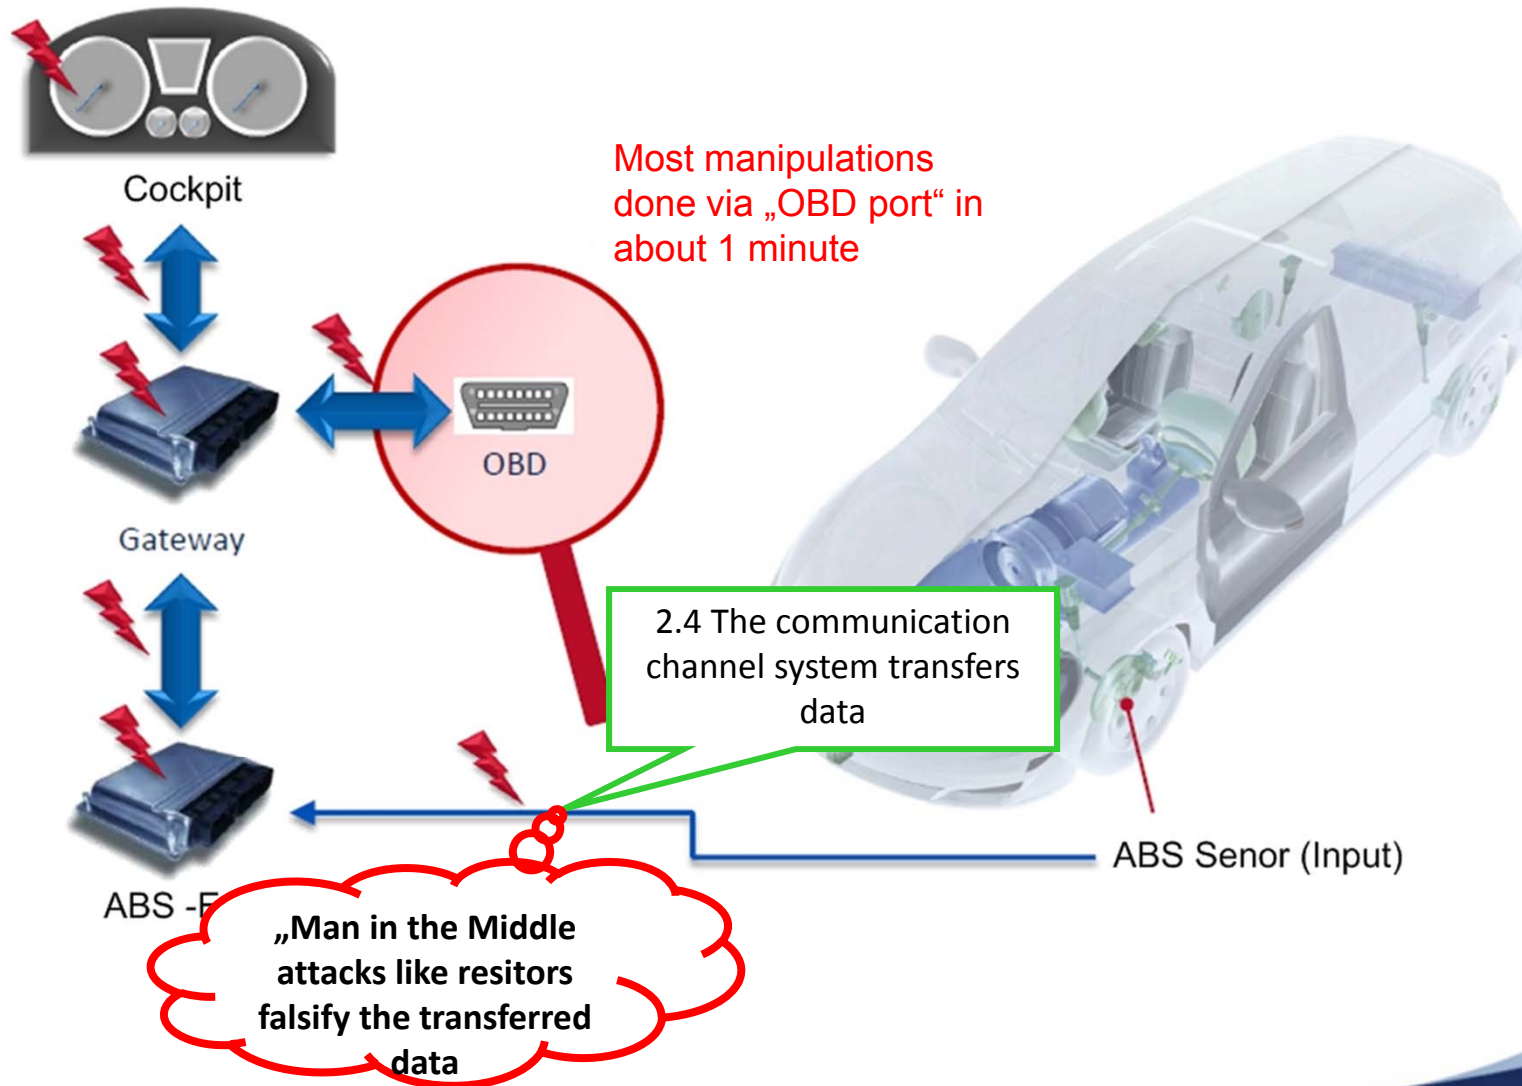 Cockpit
Most manipulations
done via „OBD port“ in
about 1 minute
OBD
Gateway
2.4 The communication
channel system transfers
data
ABS Senor (Input)
ABS -
„Man in the Middle
attacks like resitors
falsify the transferred
data